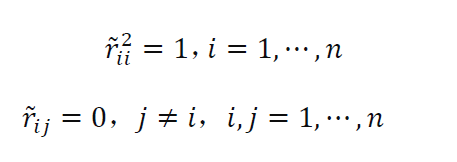 r̃²ᵢᵢ = 1, i = 1, ⋯, n
r̃ᵢⱼ = 0，j ≠ i，i, j = 1, ⋯, n